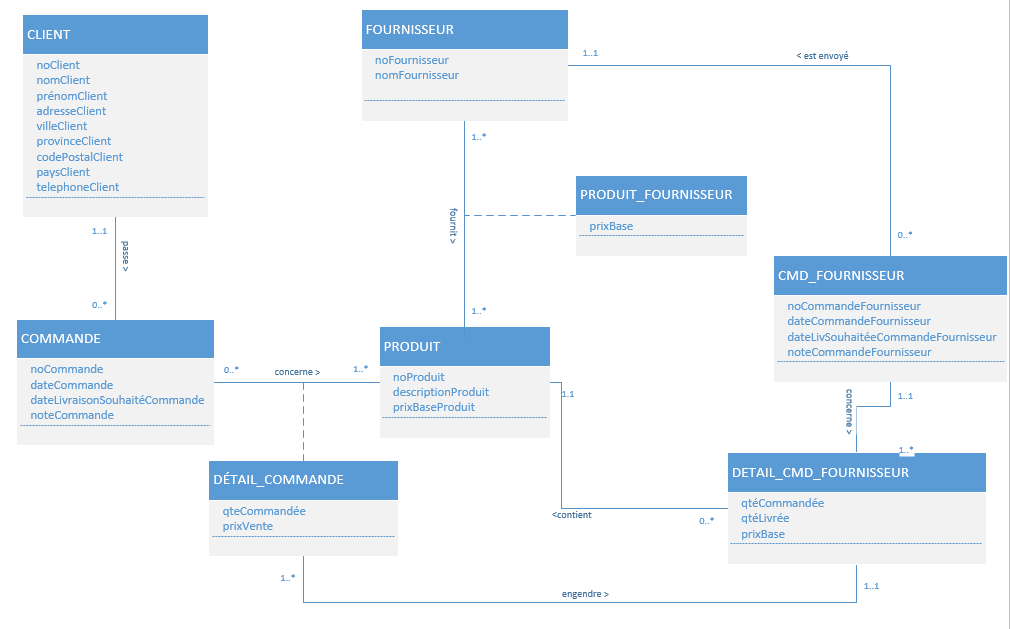 CLIENT
noClient
nomClient
prénomClient
adresseClient
villeClient
provinceClient
codePostalClient
paysClient
telephoneClient
FOURNISSEUR
noFournisseur
nomFournisseur
1..1
< est envoyé
1..*
PRODUIT_FOURNISSEUR
prixBase
fournit >
1..1
passe >
0..*
0..*
CMD_FOURNISSEUR
noCommandeFournisseur
dateCommandeFournisseur
dateLivSouhaitéeCommandeFournisseur
noteCommandeFournisseur
1..*
COMMANDE
noCommande
dateCommande
dateLivraisonSouhaitéCommande
noteCommande
0..*
concerne >
1..*
PRODUIT
noProduit
descriptionProduit
prixBaseProduit
1.1
1..1
concerne >
1..*
DÉTAIL_COMMANDE
qteCommandée
prixVente
DETAIL_CMD_FOURNISSEUR
qtéCommandée
qtéLivrée
prixBase
<contient
0..*
1..*
engendre >
1..1